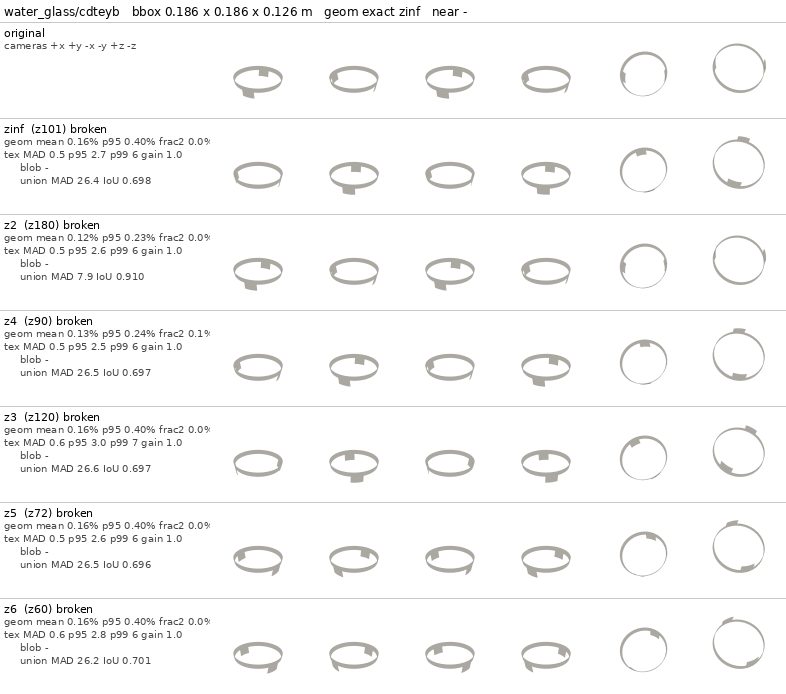 water_glass/cdteyb bbox 0.186 x 0.186 x 0.126 m geom exact zinf near -
original
cameras +x +y -x -y +z -z
zinf (z101) broken
geom mean 0.16% p95 0.40% frac2 0.0%
tex MAD 0.5 p95 2.7 p99 6 gain 1.0
blob -
union MAD 26.4 IoU 0.698
z2 (z180) broken
geom mean 0.12% p95 0.23% frac2 0.0%
tex MAD 0.5 p95 2.6 p99 6 gain 1.0
blob -
union MAD 7.9 IoU 0.910
z4 (z90) broken
geom mean 0.13% p95 0.24% frac2 0.1%
tex MAD 0.5 p95 2.5 p99 6 gain 1.0
blob -
union MAD 26.5 IoU 0.697
z3 (z120) broken
geom mean 0.16% p95 0.40% frac2 0.0%
tex MAD 0.6 p95 3.0 p99 7 gain 1.0
blob -
union MAD 26.6 IoU 0.697
z5 (z72) broken
geom mean 0.16% p95 0.40% frac2 0.0%
tex MAD 0.5 p95 2.6 p99 6 gain 1.0
blob -
union MAD 26.5 IoU 0.696
z6 (z60) broken
geom mean 0.16% p95 0.40% frac2 0.0%
tex MAD 0.6 p95 2.8 p99 6 gain 1.0
blob -
union MAD 26.2 IoU 0.701